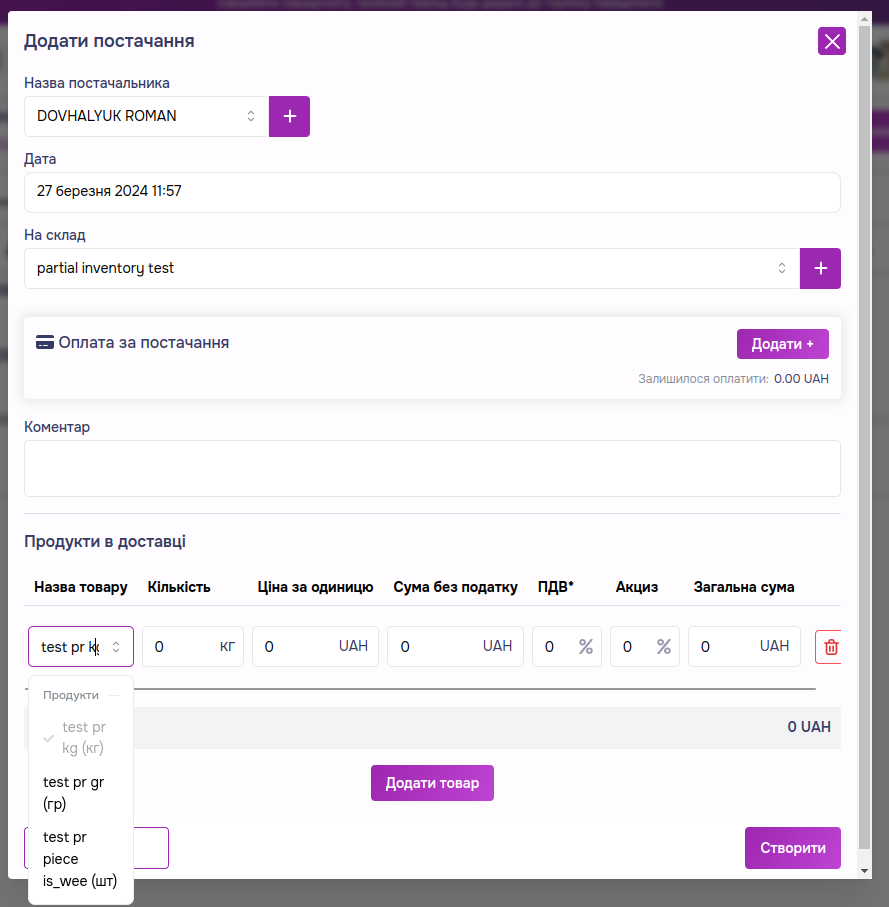 Додати постачання
Назва постачальника
DOVHALYUK ROMAN
+
Дата
27 березня 2024 11:57
На склад
partial inventory test
+
Оплата за постачання
Додати +
Залишилося оплатити: 0.00 UAH
Коментар
Продукти в доставці
Назва товару Кількість Ціна за одиницю Сума без податку ПДВ* Акциз Загальна сума
test pr kg 0 кг 0 UAH 0 UAH 0 % 0 % 0 UAH
Продукти
test pr
kg (кг)
0 UAH
test pr gr
(гр)
Додати товар
test pr
piece
is_wee (шт)
Створити